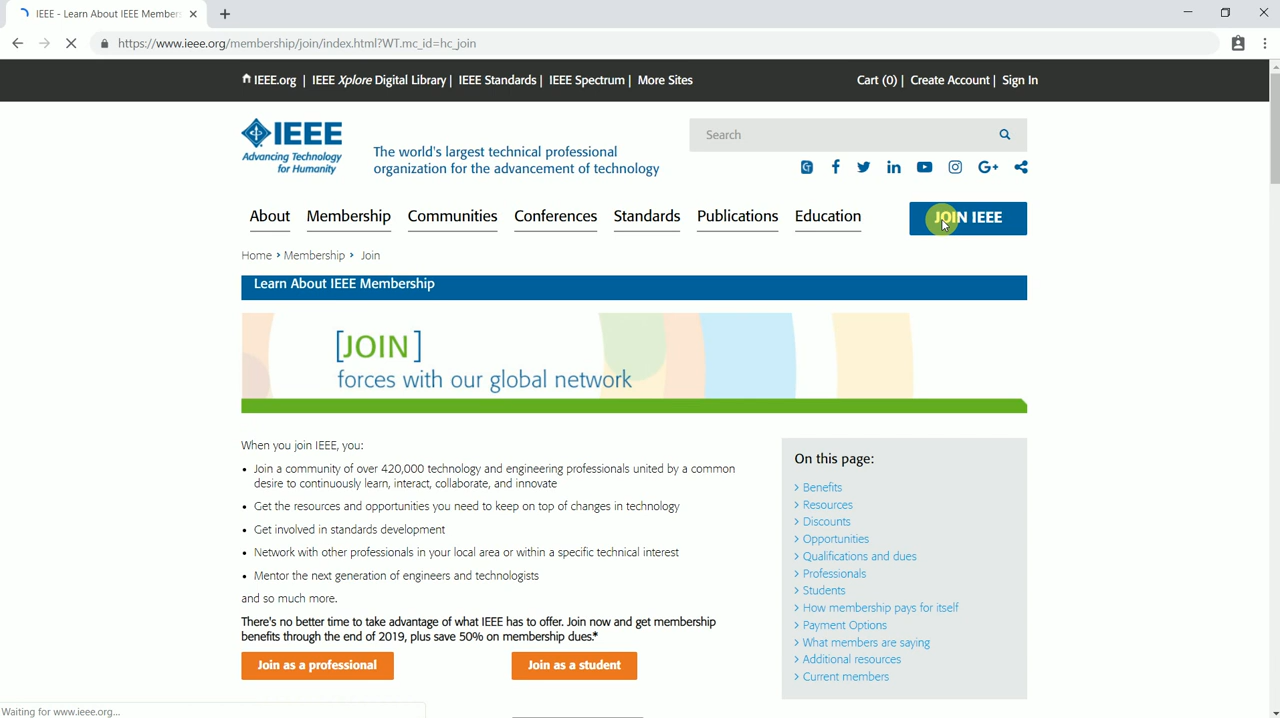 IEEE - Learn About IEEE Member
https://www.ieee.org/membership/join/index.html?WT.mc_id=hc_join
IEEE.org | IEEE Xplore Digital Library | IEEE Standards | IEEE Spectrum | More Sites
Cart (0) | Create Account | Sign In
IEEE
Advancing Technology
for Humanity
The world's largest technical professional
organization for the advancement of technology
Search
About Membership Communities Conferences Standards Publications Education
JOIN IEEE
Home > Membership > Join
Learn About IEEE Membership
[JOIN]
forces with our global network
When you join IEEE, you:
• Join a community of over 420,000 technology and engineering professionals united by a common
desire to continuously learn, interact, collaborate, and innovate
• Get the resources and opportunities you need to keep on top of changes in technology
• Get involved in standards development
• Network with other professionals in your local area or within a specific technical interest
• Mentor the next generation of engineers and technologists
and so much more.
There's no better time to take advantage of what IEEE has to offer. Join now and get membership
benefits through the end of 2019, plus save 50% on membership dues.*
Join as a professional
Join as a student
On this page:
> Benefits
> Resources
> Discounts
> Opportunities
> Qualifications and dues
> Professionals
> Students
> How membership pays for itself
> Payment Options
> What members are saying
> Additional resources
> Current members
Waiting for www.ieee.org...